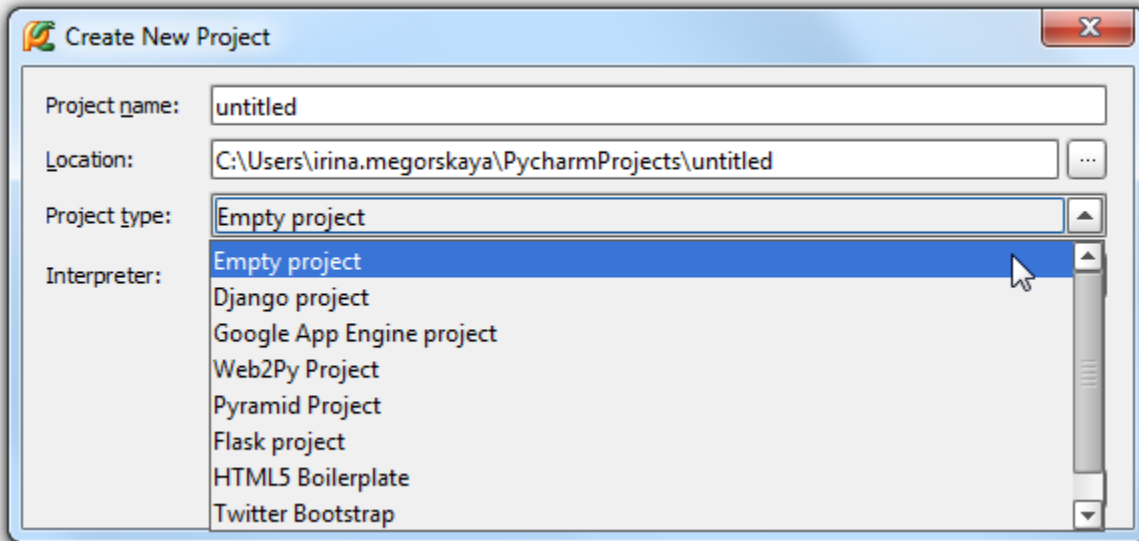 Create New Project
Project name: untitled
Location: C:\Users\irina.megorskaya\PycharmProjects\untitled ...
Project type: Empty project
Empty project
Interpreter:
Django project
Google App Engine project
Web2Py Project
Pyramid Project
Flask project
HTML5 Boilerplate
Twitter Bootstrap